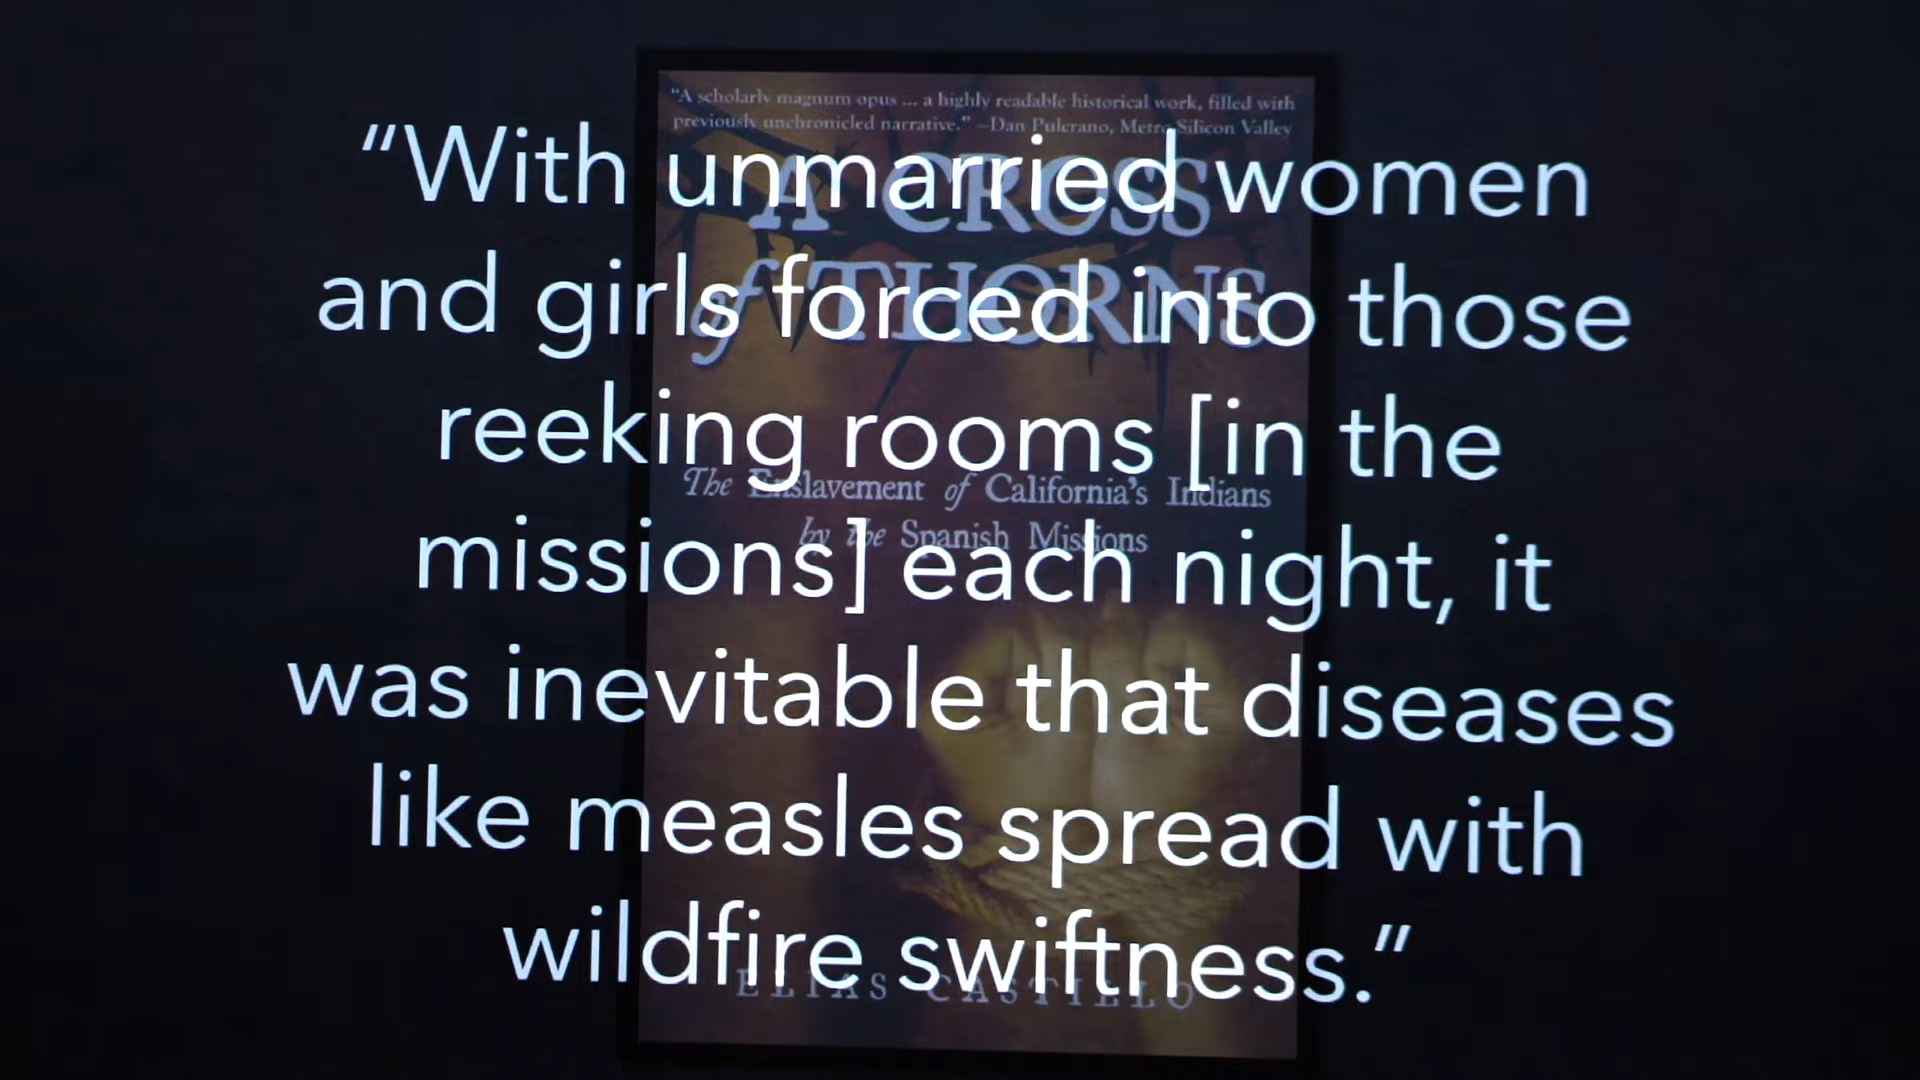 “With unmarried women
and girls forced into those
reeking rooms [in the
missions] each night, it
was inevitable that diseases
like measles spread with
wildfire swiftness.”
“A scholarly magnum opus ... a highly readable historical work, filled with
previously unchronicled narrative.” –Dan Pulcrano, Metro Silicon Valley
A CROSS
of THORNS
The Enslavement of California’s Indians
by the Spanish Missions
ELIAS CASTILLO